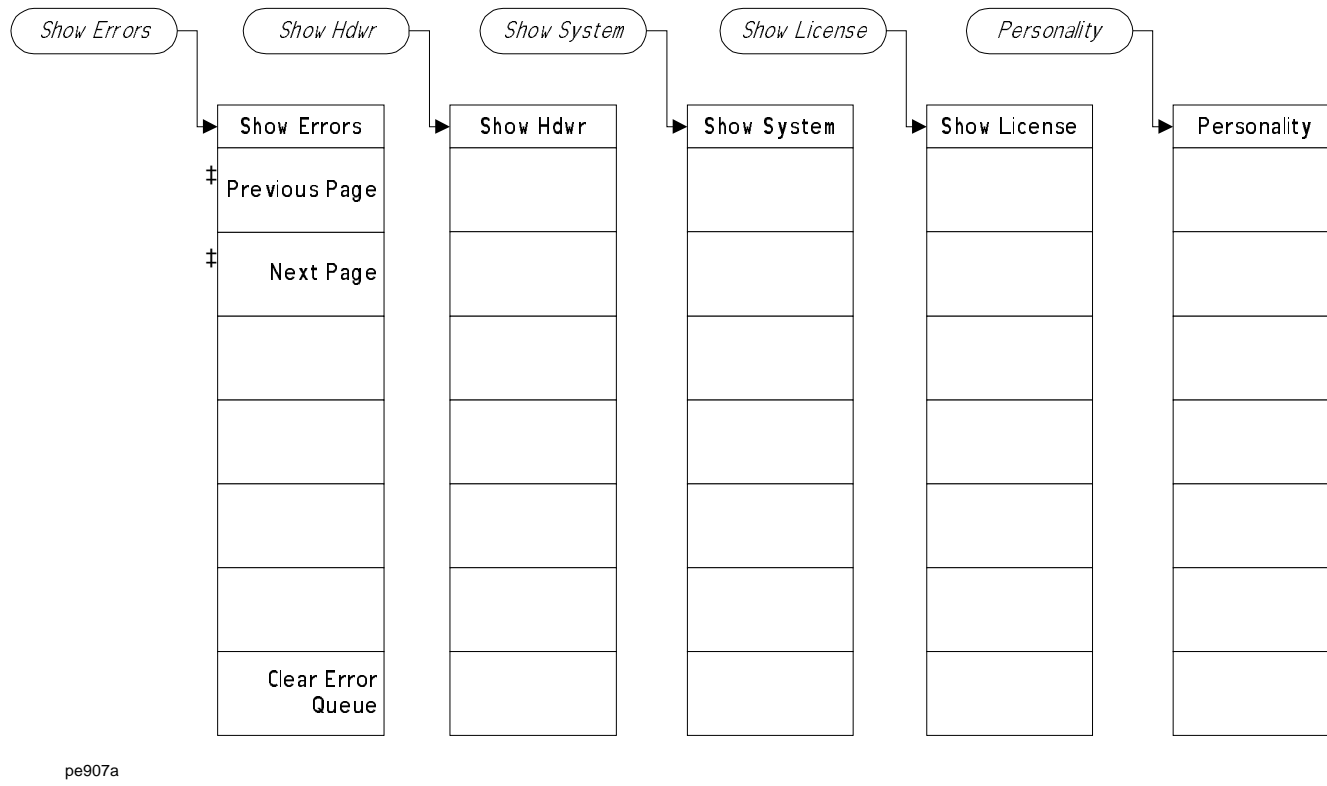 Show Errors
Show Hdwr
Show System
Show License
Personality
Show Errors
Show Hdwr
Show System
Show License
Personality
‡
Previous Page
‡
Next Page
Clear Error
Queue
pe907a